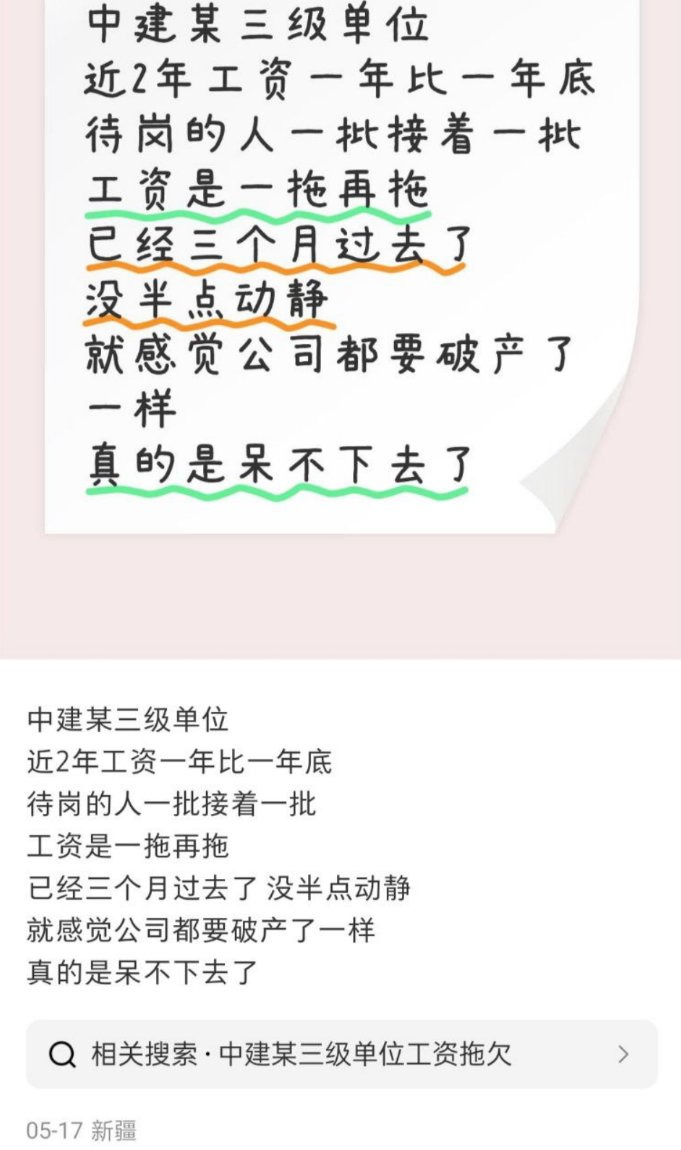 中建某三级单位
近2年工资一年比一年底
待岗的人一批接着一批
工资是一拖再拖
已经三个月过去了
没半点动静
就感觉公司都要破产了
一样
真的是呆不下去了
中建某三级单位
近2年工资一年比一年底
待岗的人一批接着一批
工资是一拖再拖
已经三个月过去了 没半点动静
就感觉公司都要破产了一样
真的是呆不下去了
相关搜索·中建某三级单位工资拖欠
05-17 新疆